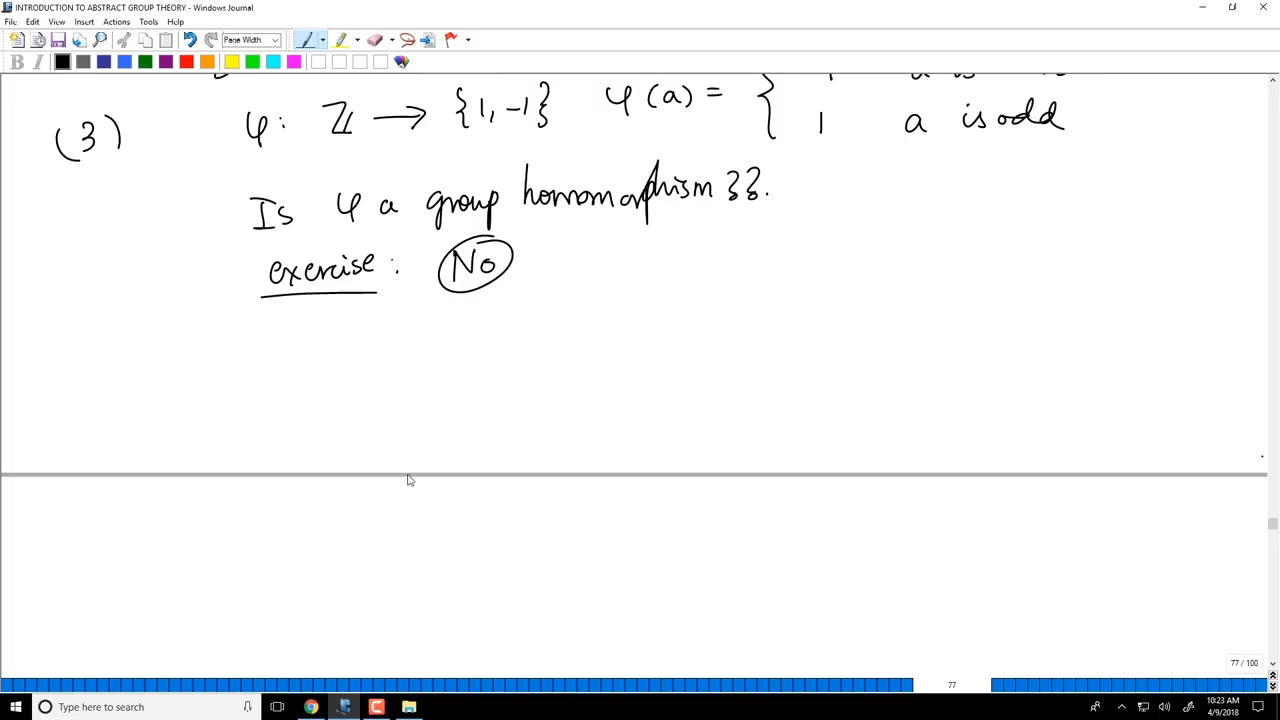 INTRODUCTION TO ABSTRACT GROUP THEORY - Windows Journal
File Edit View Insert Actions Tools Help
Page Width
B I
(3) φ: ℤ → {1, -1} φ(a) = {
1 a is odd
Is φ a group homomorphism ??.
exercise: No
77 / 100
77
Type here to search
10:23 AM
4/9/2018